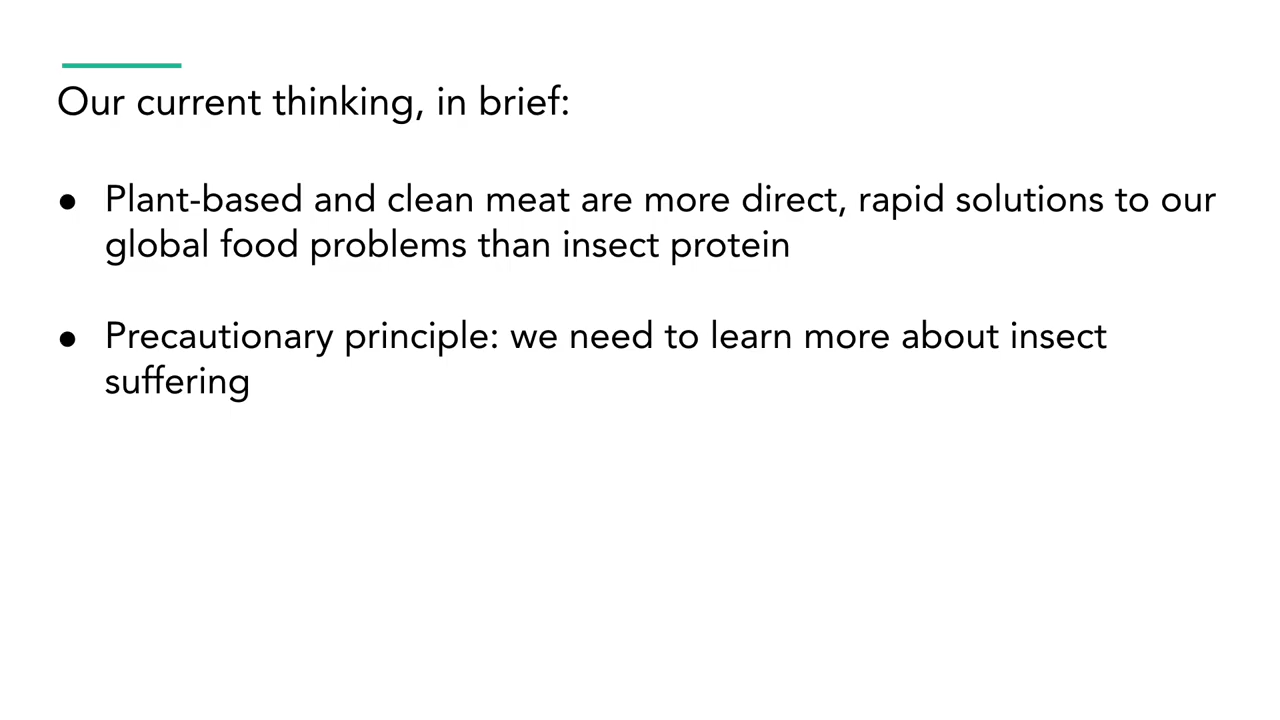 Our current thinking, in brief:
● Plant-based and clean meat are more direct, rapid solutions to our
global food problems than insect protein
● Precautionary principle: we need to learn more about insect
suffering